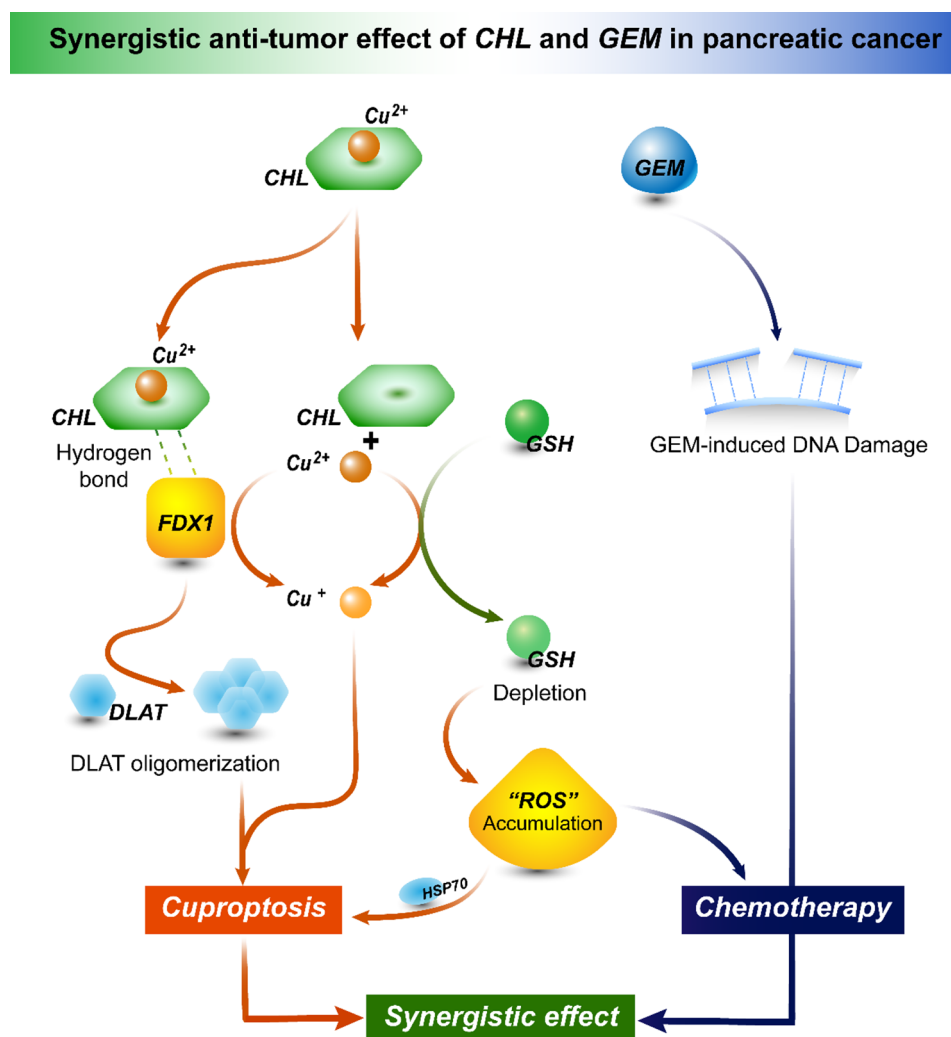 Synergistic anti-tumor effect of CHL and GEM in pancreatic cancer
Cu2+
CHL
GEM
Cu2+
CHL
Hydrogen
bond
CHL
+
Cu2+
GSH
GEM-induced DNA Damage
FDX1
Cu +
GSH
Depletion
DLAT
DLAT oligomerization
“ROS”
Accumulation
HSP70
Cuproptosis
Chemotherapy
Synergistic effect